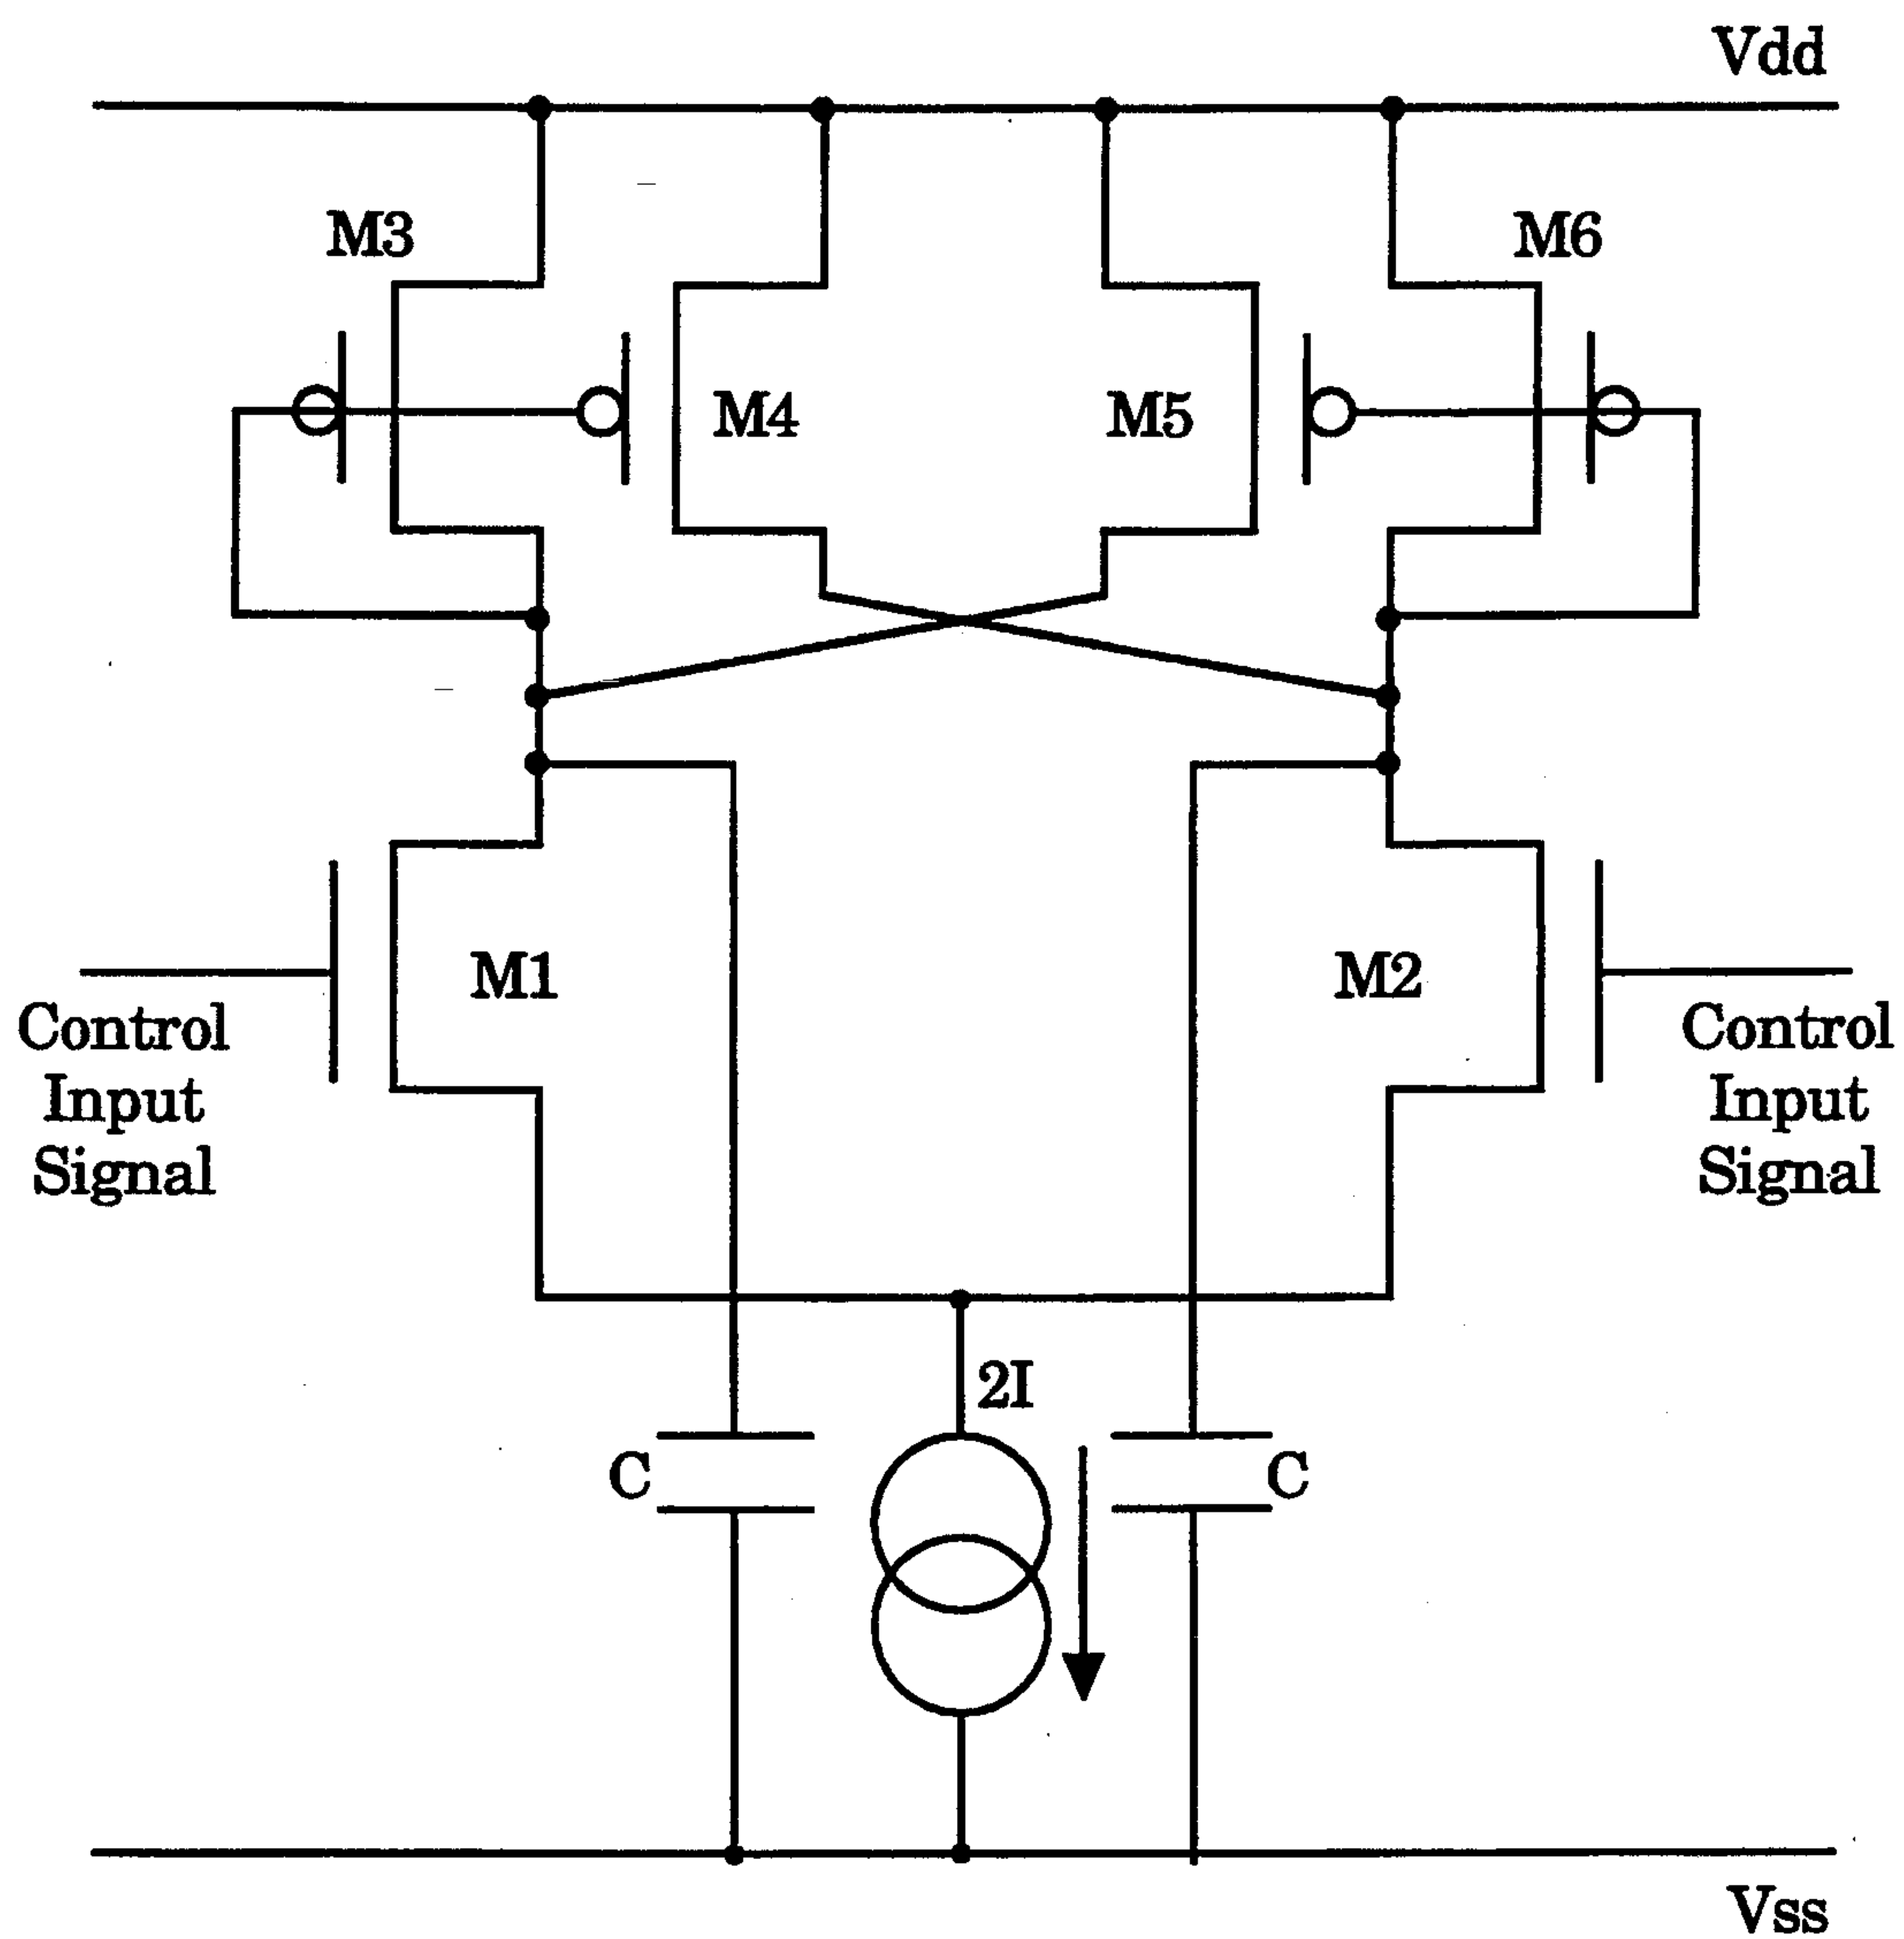 Vdd
M3
M6
M4
M5
M1
M2
Control
Input
Signal
Control
Input
Signal
2I
C
C
Vss